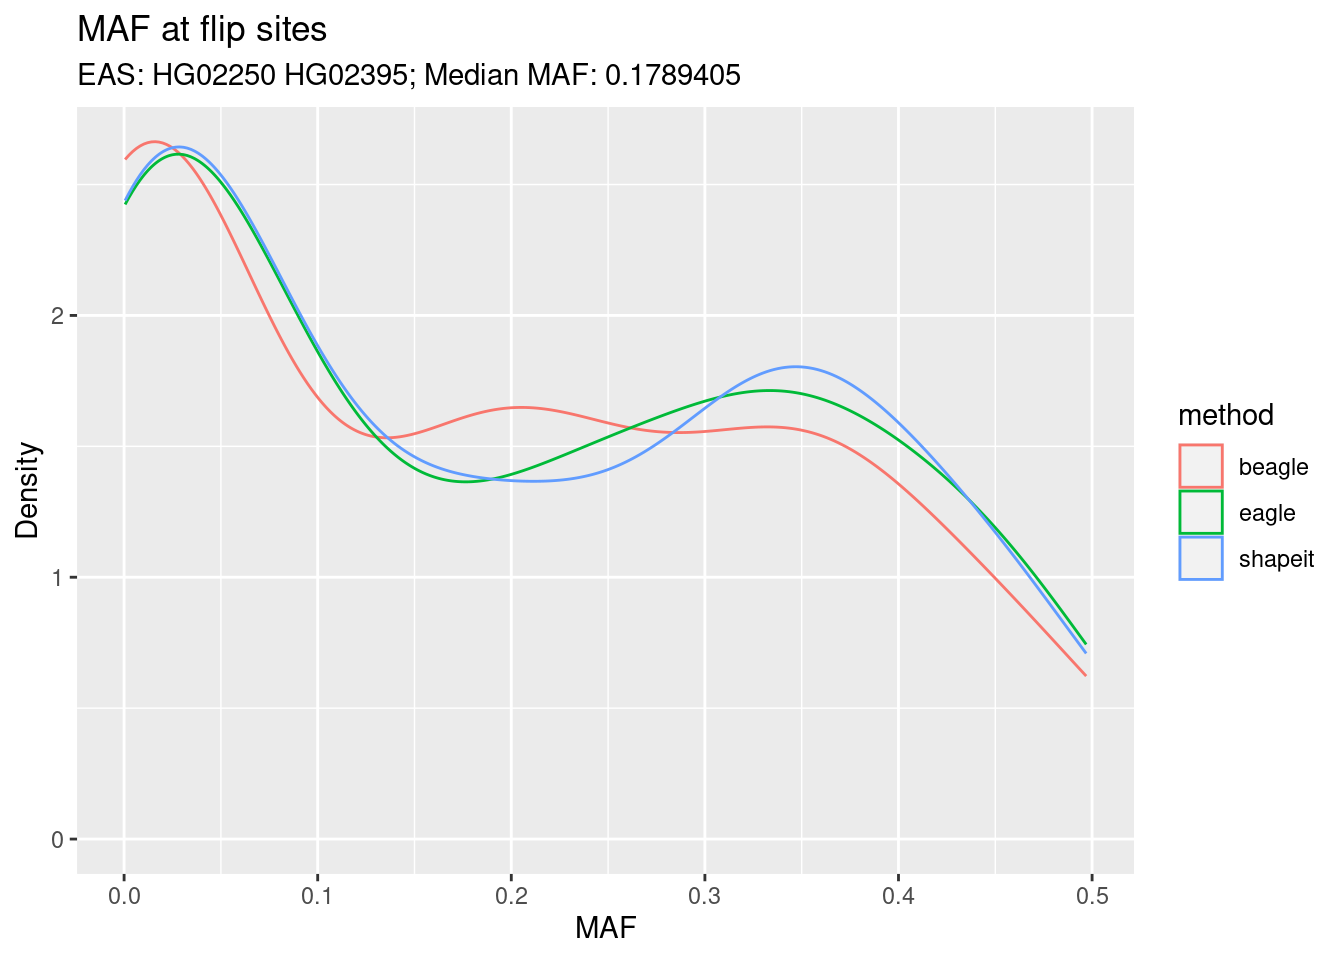 MAF at flip sites
EAS: HG02250 HG02395; Median MAF: 0.1789405
Density
2
1
0
0.0 0.1 0.2 0.3 0.4 0.5
MAF
method
beagle
eagle
shapeit